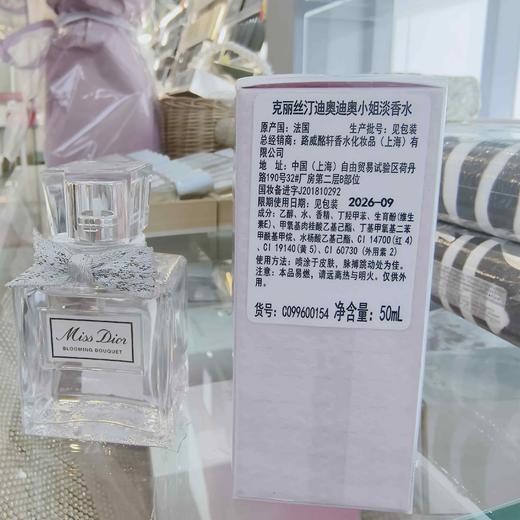 克丽丝汀迪奥迪奥小姐淡香水
原产国：法国 生产批号：见包装
总经销商：路威酩轩香水化妆品（上海）有
限公司
地 址：中国（上海）自由贸易试验区荷丹
路190号32#厂房第二层B部位
国妆备进字J201810292
限期使用日期：见包装 2026-09
成分：乙醇、水、香精、丁羟甲苯、生育酚(维生
素E)、甲氧基肉桂酸乙基己酯、丁基甲氧基二苯
甲酰基甲烷、水杨酸乙基己酯、CI 14700(红 4)
、CI 19140(黄 5)、CI 60730 (外用紫 2)
使用方法：喷涂于皮肤，脉搏跳动处为佳。
注意：本品易燃，请远离热与明火。仅供外
用。
货号：C099600154 净含量：50mL
Miss Dior
BLOOMING BOUQUET